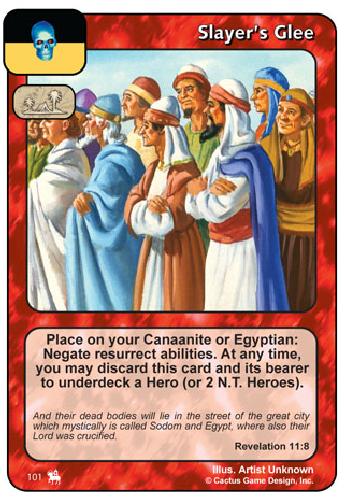 Slayer's Glee
Place on your Canaanite or Egyptian:
Negate resurrect abilities. At any time,
you may discard this card and its bearer
to underdeck a Hero (or 2 N.T. Heroes).
And their dead bodies will lie in the street of the great city
which mystically is called Sodom and Egypt, where also their
Lord was crucified.
Revelation 11:8
Illus. Artist Unknown
101
© Cactus Game Design, Inc.